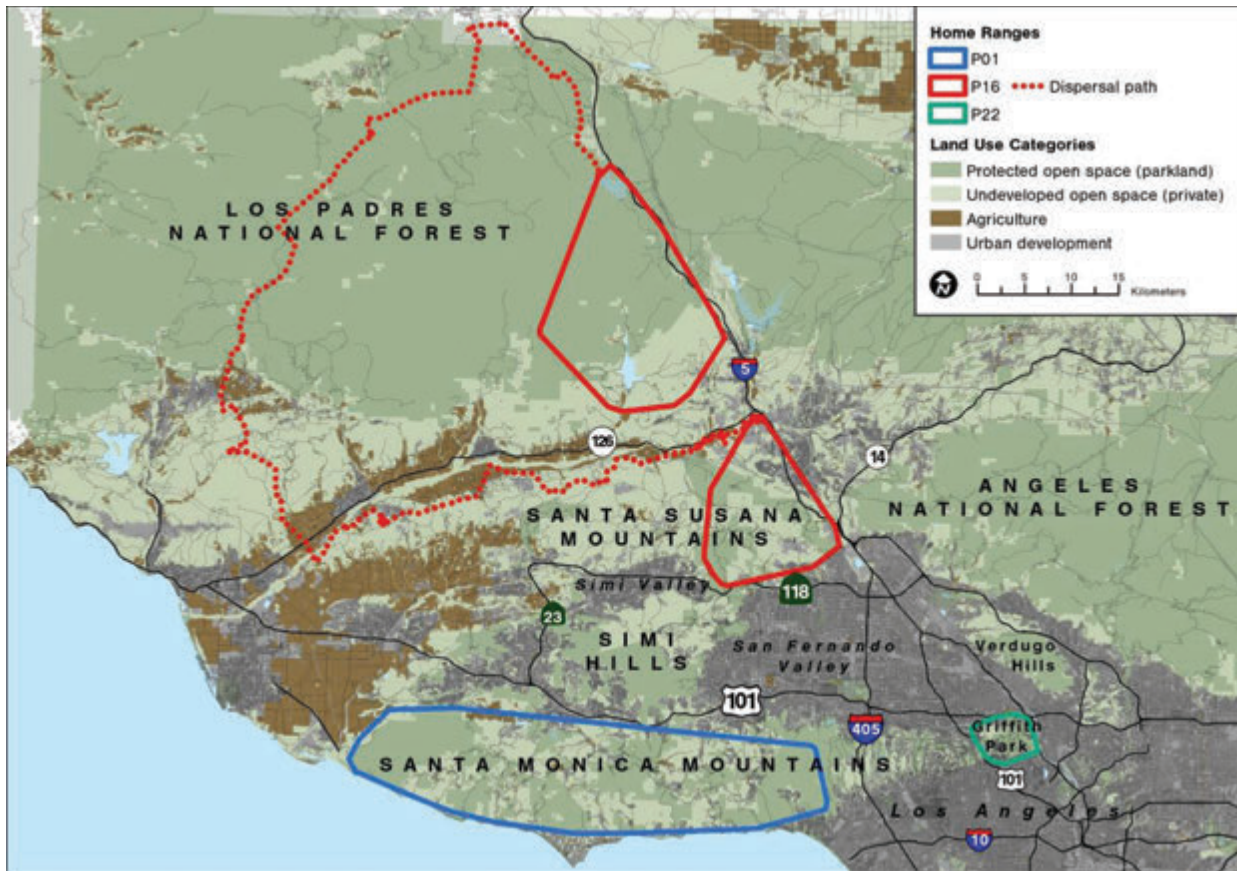 Home Ranges
P01
P16 Dispersal path
P22
Land Use Categories
Protected open space (parkland)
Undeveloped open space (private)
Agriculture
Urban development
N
0 5 10 15
Kilometers
LOS PADRES
NATIONAL FOREST
5
126
14
ANGELES
NATIONAL FOREST
SANTA SUSANA
MOUNTAINS
Simi Valley
118
23
SIMI
HILLS
San Fernando
Valley
Verdugo
Hills
101
405
Griffith
Park
SANTA MONICA MOUNTAINS
101
Los Angeles
10